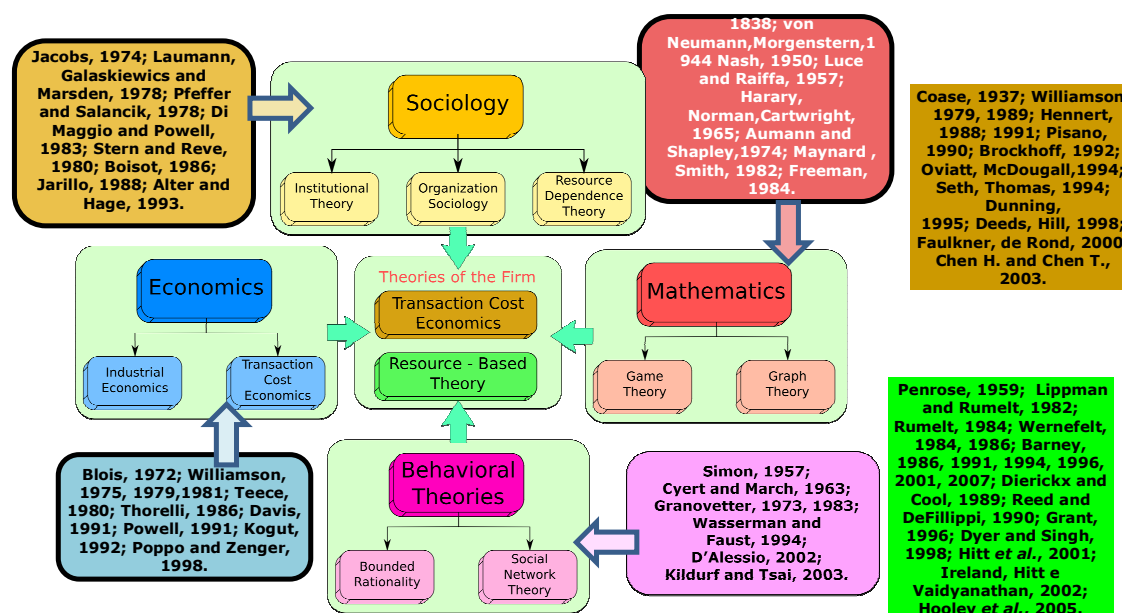 Jacobs, 1974; Laumann,
Galaskiewics and
Marsden, 1978; Pfeffer
and Salancik, 1978; Di
Maggio and Powell,
1983; Stern and Reve,
1980; Boisot, 1986;
Jarillo, 1988; Alter and
Hage, 1993.
Sociology
Institutional
Theory
Organization
Sociology
Resource
Dependence
Theory
1838; von
Neumann,Morgenstern,1
944 Nash, 1950; Luce
and Raiffa, 1957;
Harary,
Norman,Cartwright,
1965; Aumann and
Shapley,1974; Maynard ,
Smith, 1982; Freeman,
1984.
Coase, 1937; Williamson
1979, 1989; Hennert,
1988; 1991; Pisano,
1990; Brockhoff, 1992;
Oviatt, McDougall,1994;
Seth, Thomas, 1994;
Dunning,
1995; Deeds, Hill, 1998;
Faulkner, de Rond, 2000
Chen H. and Chen T.,
2003.
Economics
Industrial
Economics
Transaction
Cost
Economics
Theories of the Firm
Transaction Cost
Economics
Resource - Based
Theory
Mathematics
Game
Theory
Graph
Theory
Blois, 1972; Williamson,
1975, 1979,1981; Teece,
1980; Thorelli, 1986; Davis,
1991; Powell, 1991; Kogut,
1992; Poppo and Zenger,
1998.
Behavioral
Theories
Bounded
Rationality
Social
Network
Theory
Simon, 1957;
Cyert and March, 1963;
Granovetter, 1973, 1983;
Wasserman and
Faust, 1994;
D’Alessio, 2002;
Kildurf and Tsai, 2003.
Penrose, 1959; Lippman
and Rumelt, 1982;
Rumelt, 1984; Wernefelt,
1984, 1986; Barney,
1986, 1991, 1994, 1996,
2001, 2007; Dierickx and
Cool, 1989; Reed and
DeFillippi, 1990; Grant,
1996; Dyer and Singh,
1998; Hitt et al., 2001;
Ireland, Hitt e
Vaidyanathan, 2002;
Hooley et al., 2005.